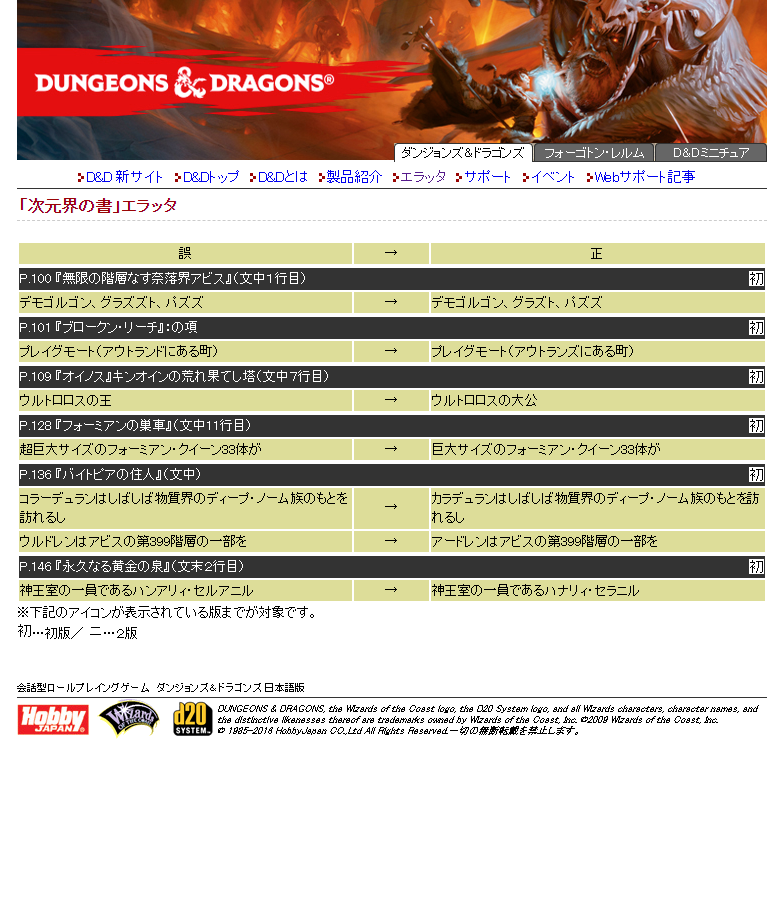 DUNGEONS & DRAGONS®
ダンジョンズ&ドラゴンズ フォーゴトン・レルム D&Dミニチュア
D&D 新サイト D&Dトップ D&Dとは 製品紹介 エラッタ サポート イベント Webサポート記事
「次元界の書」エラッタ
誤 → 正
P.100 『無限の階層なす奈落界アビス』（文中1行目） 初
デモゴルゴン、グラズズト、パズズ → デモゴルゴン、グラズト、パズズ
P.101 『ブロークン・リーチ』：の項 初
プレイグモート（アウトランドにある町） → プレイグモート（アウトランズにある町）
P.109 『オイノス』キンオインの荒れ果てし塔（文中7行目） 初
ウルトロロスの王 → ウルトロロスの大公
P.128 『フォーミアンの巣車』（文中11行目） 初
超巨大サイズのフォーミアン・クイーン33体が → 巨大サイズのフォーミアン・クイーン33体が
P.136 『バイトピアの住人』（文中） 初
コラーデュランはしばしば物質界のディープ・ノーム族のもとを → カラデュランはしばしば物質界のディープ・ノーム族のもとを訪
訪れるし れるし
ウルドレンはアビスの第399階層の一部を → アードレンはアビスの第399階層の一部を
P.146 『永久なる黄金の泉』（文末2行目） 初
神王室の一員であるハンアリィ・セルアニル → 神王室の一員であるハナリィ・セラニル
※下記のアイコンが表示されている版までが対象です。
初…初版／ 二…2版
会話型ロールプレイングゲーム ダンジョンズ&ドラゴンズ日本語版
Hobby JAPAN® Wizards OF THE COAST d20 SYSTEM
DUNGEONS & DRAGONS, the Wizards of the Coast logo, the D20 System logo, and all Wizards characters, character names, and
the distinctive likenesses thereof are trademarks owned by Wizards of the Coast, Inc. ©2009 Wizards of the Coast, Inc.
© 1985-2016 HobbyJapan CO.,Ltd All Rights Reserved.一切の無断転載を禁止します。